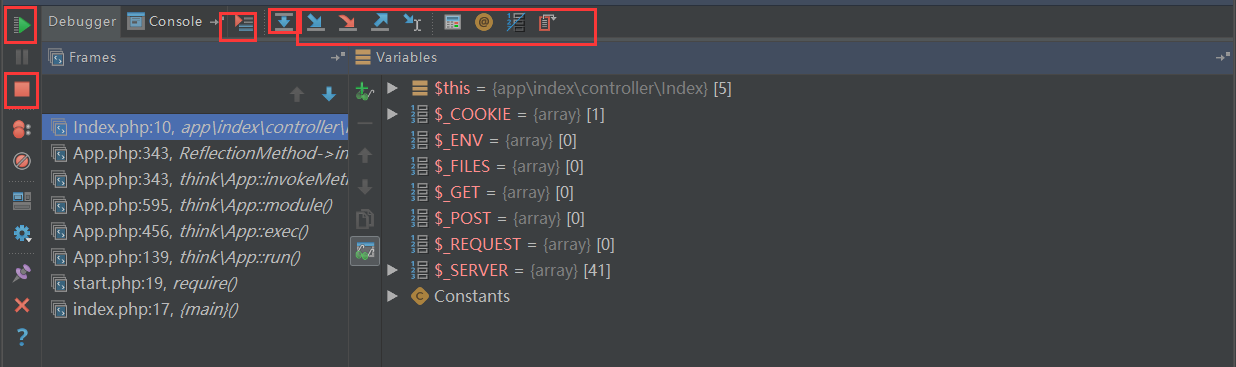 Debugger Console
Frames
Index.php:10, app\index\controller\
App.php:343, ReflectionMethod->in
App.php:343, think\App::invokeMet
App.php:595, think\App::module()
App.php:456, think\App::exec()
App.php:139, think\App::run()
start.php:19, require()
index.php:17, {main}()
Variables
$this = {app\index\controller\Index} [5]
$_COOKIE = {array} [1]
$_ENV = {array} [0]
$_FILES = {array} [0]
$_GET = {array} [0]
$_POST = {array} [0]
$_REQUEST = {array} [0]
$_SERVER = {array} [41]
Constants